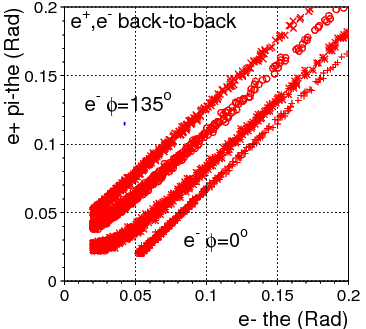 e⁺,e⁻ back-to-back
e⁻ ϕ=135°
e⁻ ϕ=0°
e+ pi-the (Rad)
0.2
0.15
0.1
0.05
0
0 0.05 0.1 0.15 0.2
e- the (Rad)